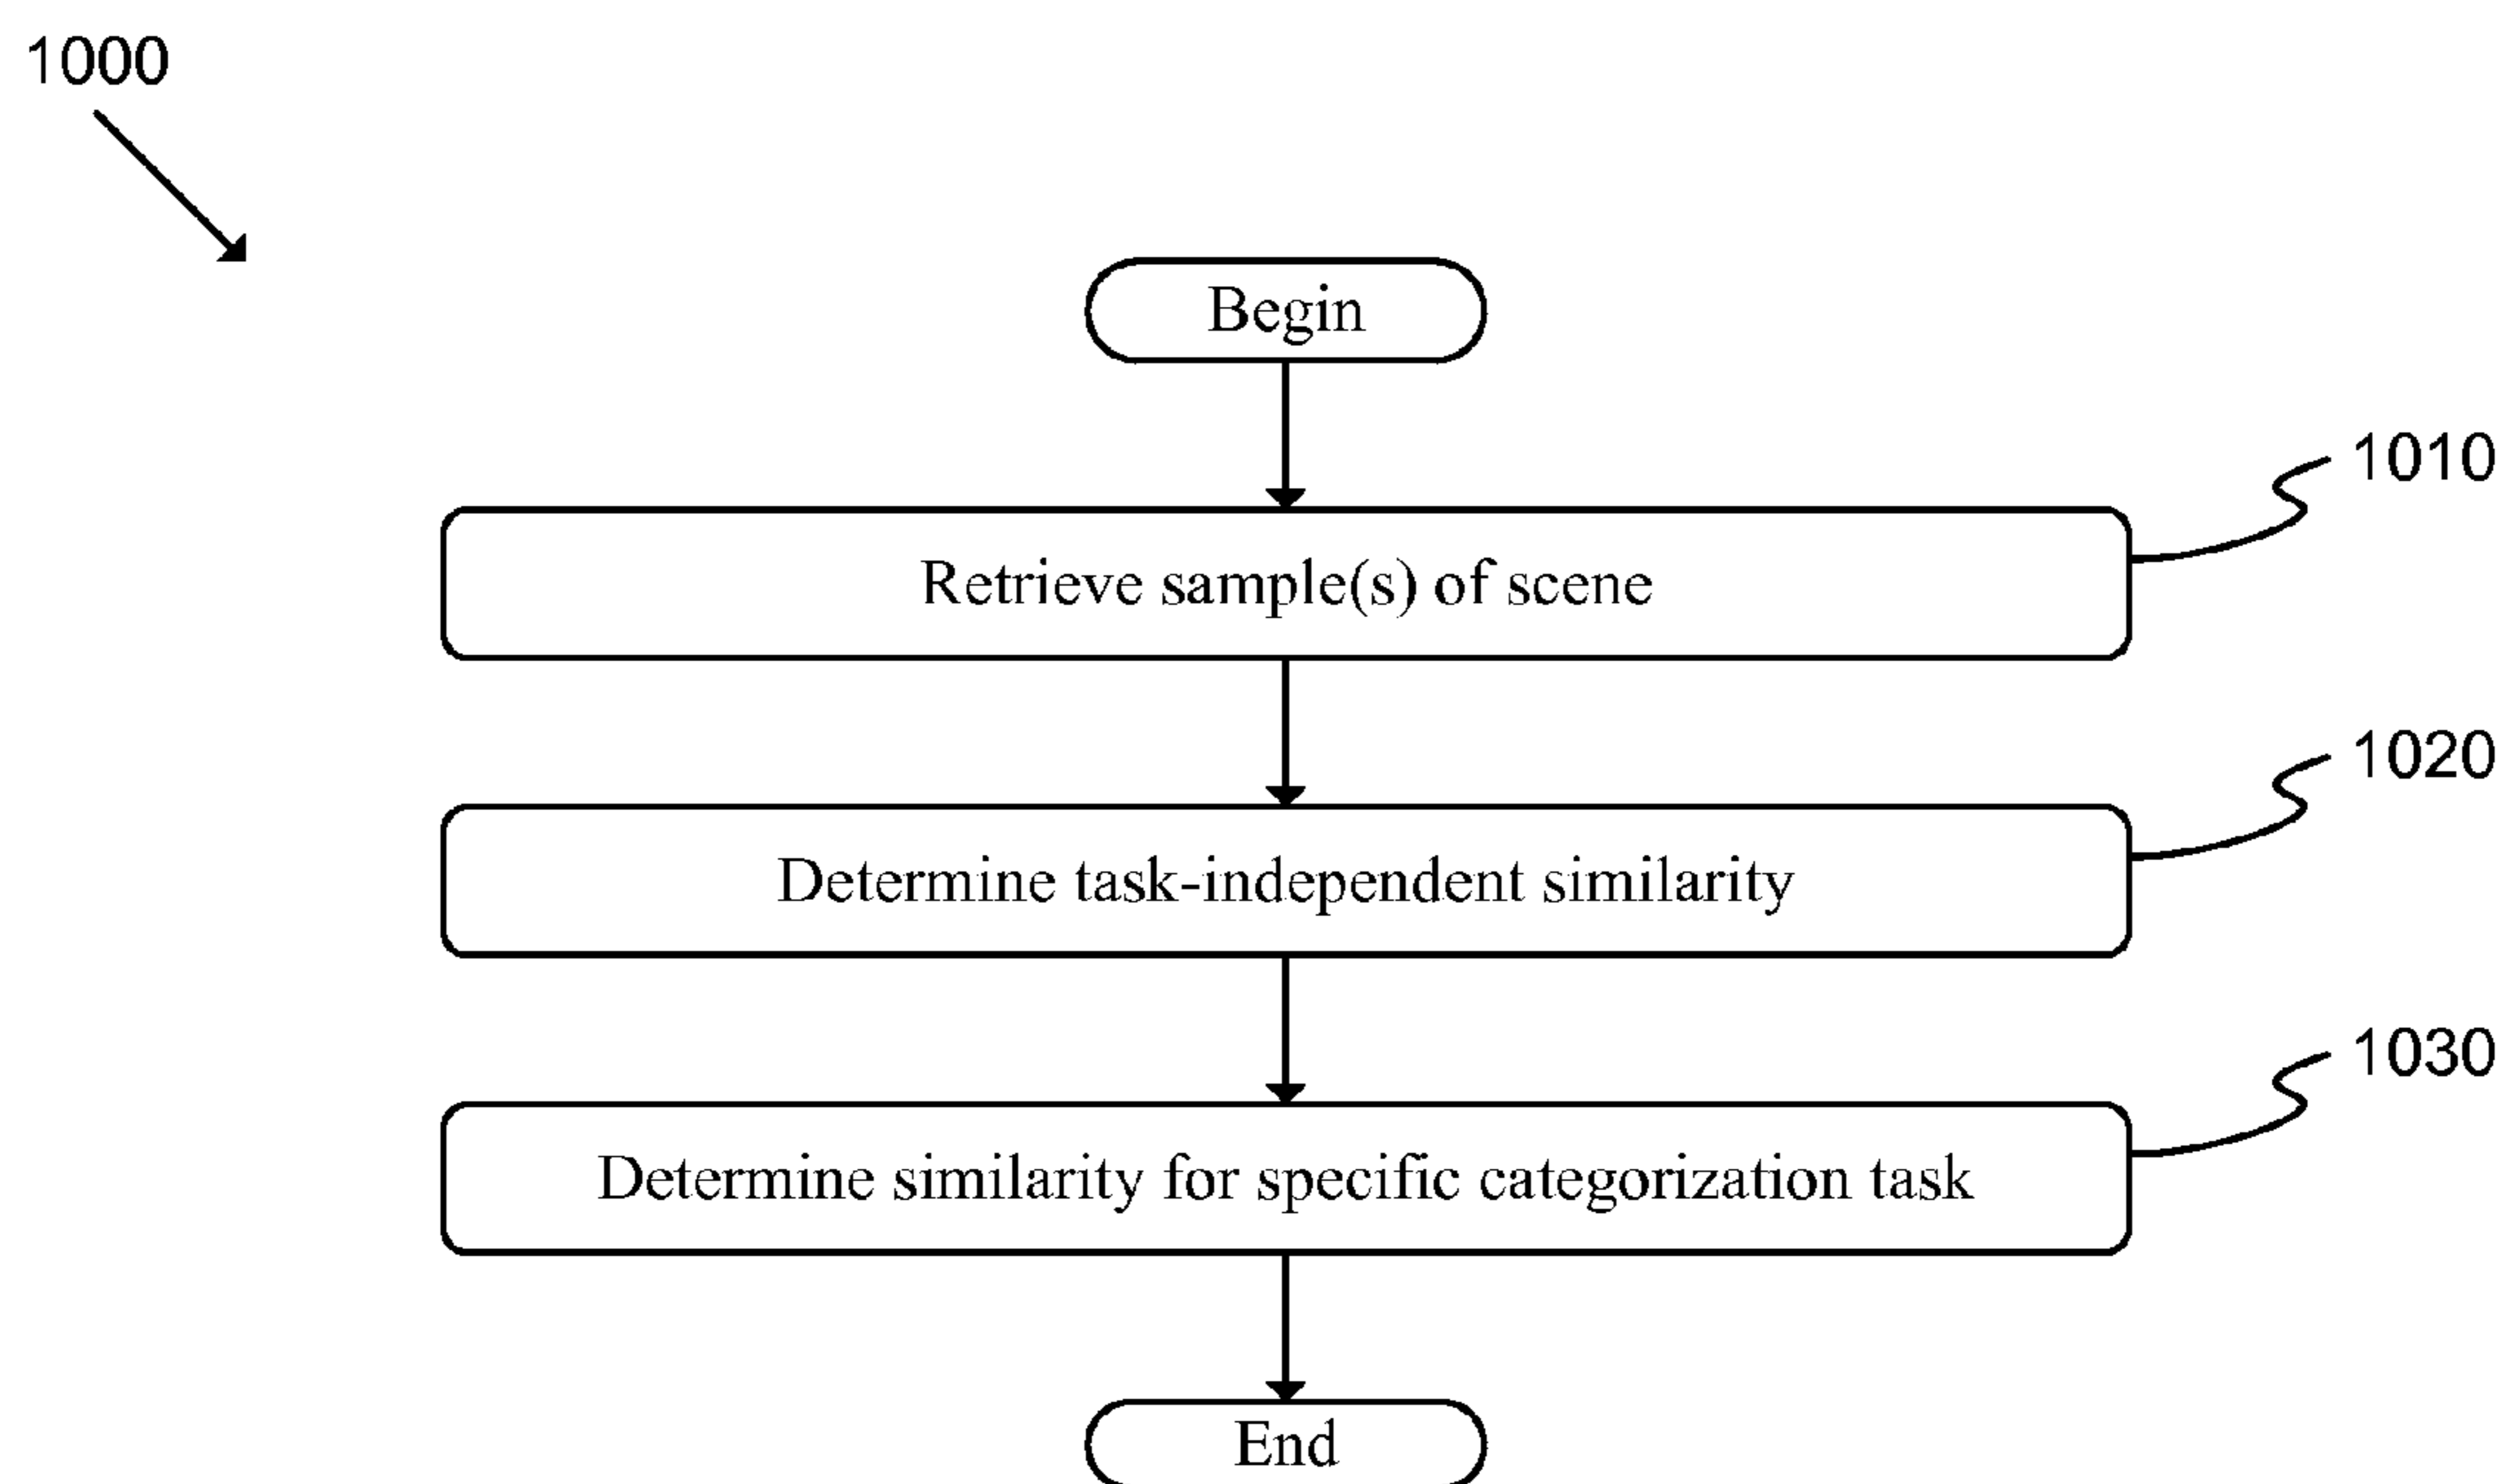 1000
Begin
1010
Retrieve sample(s) of scene
1020
Determine task-independent similarity
1030
Determine similarity for specific categorization task
End